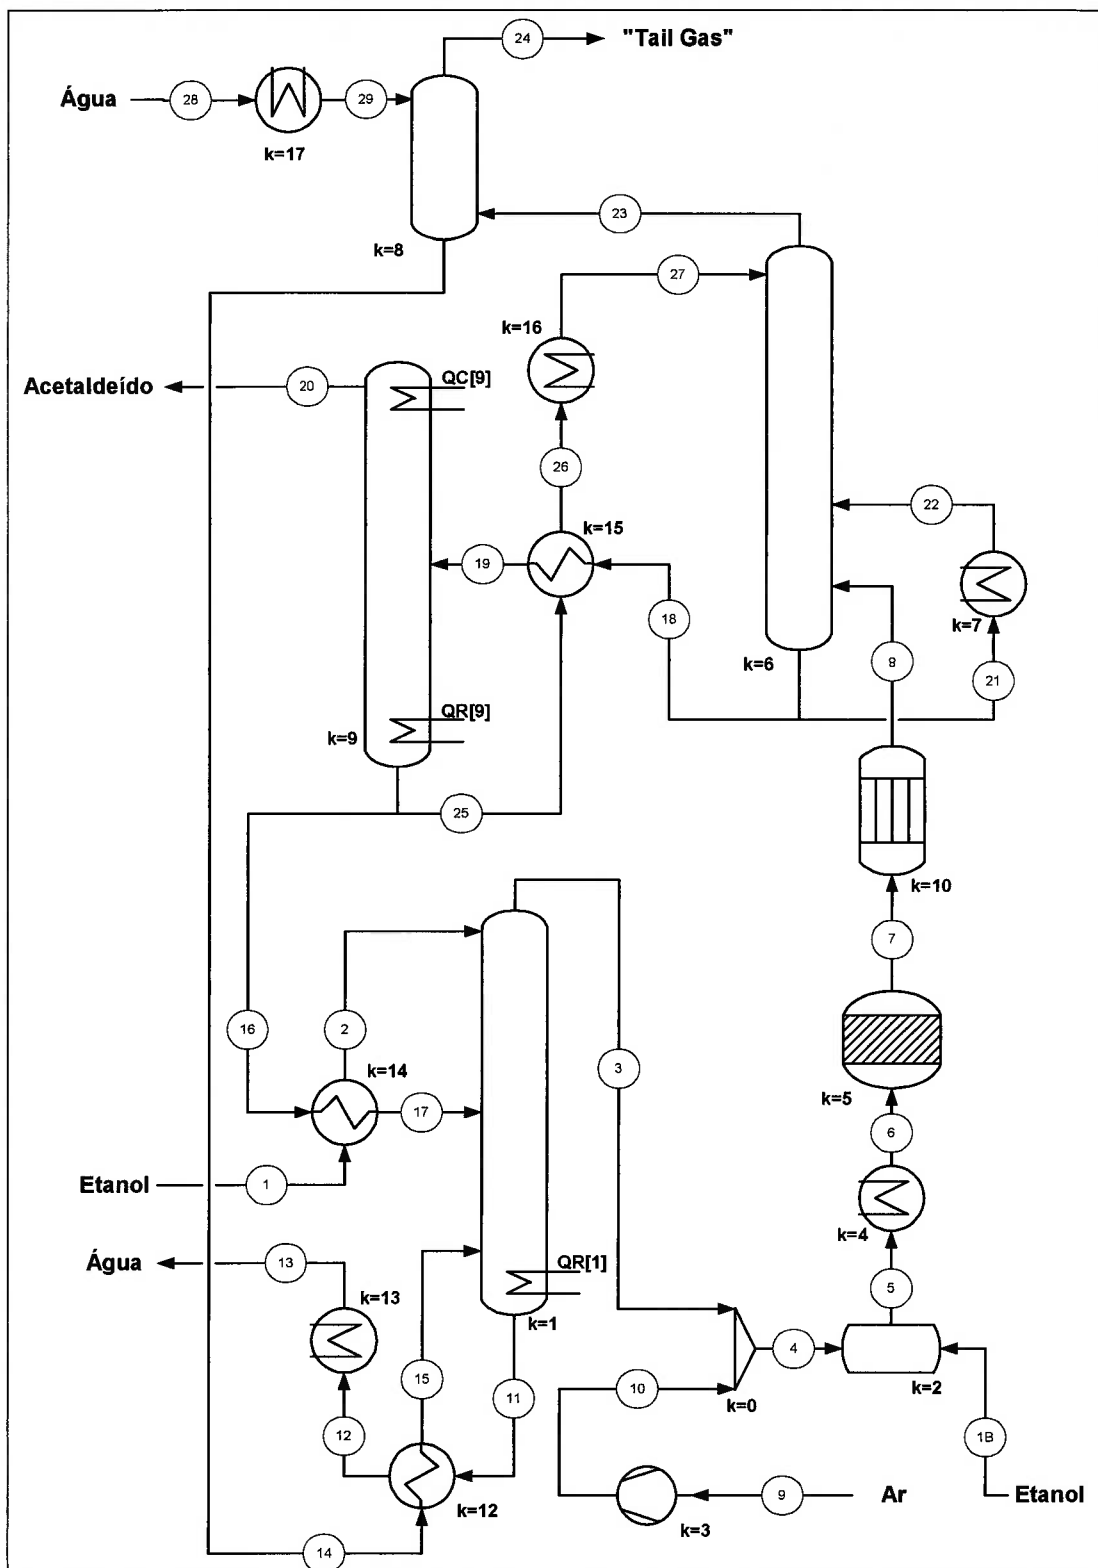 24
"Tail Gas"
Água
28
29
k=17
23
k=8
27
k=16
Acetaldeído
20
QC[9]
26
22
k=15
19
18
k=7
k=6
8
21
QR[9]
k=9
25
k=10
7
16
2
3
k=14
k=5
17
6
Etanol
1
k=4
Água
13
QR[1]
5
k=13
k=1
15
4
10
11
k=2
k=0
12
1B
9
Ar
Etanol
k=12
k=3
14